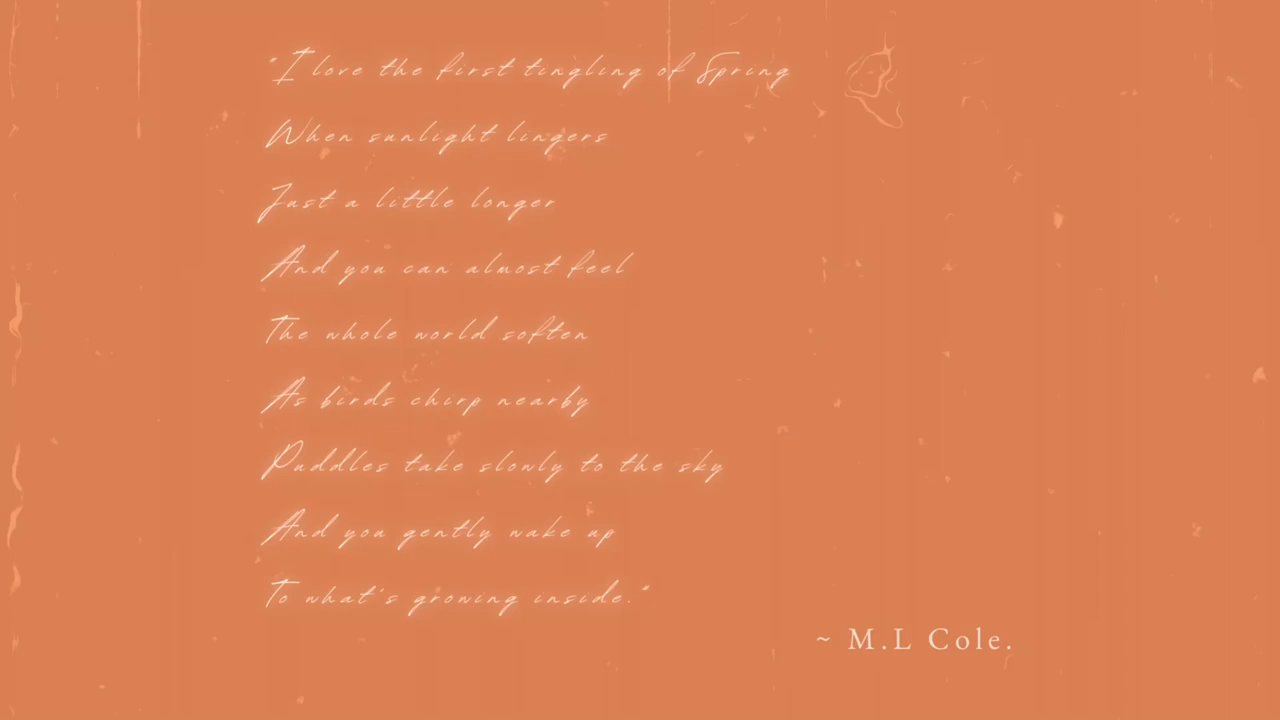 "I love the first tingling of Spring
When sunlight lingers
Just a little longer
And you can almost feel
The whole world soften
As birds chirp nearby
Puddles take slowly to the sky
And you gently wake up
To what's growing inside."
~ M.L Cole.